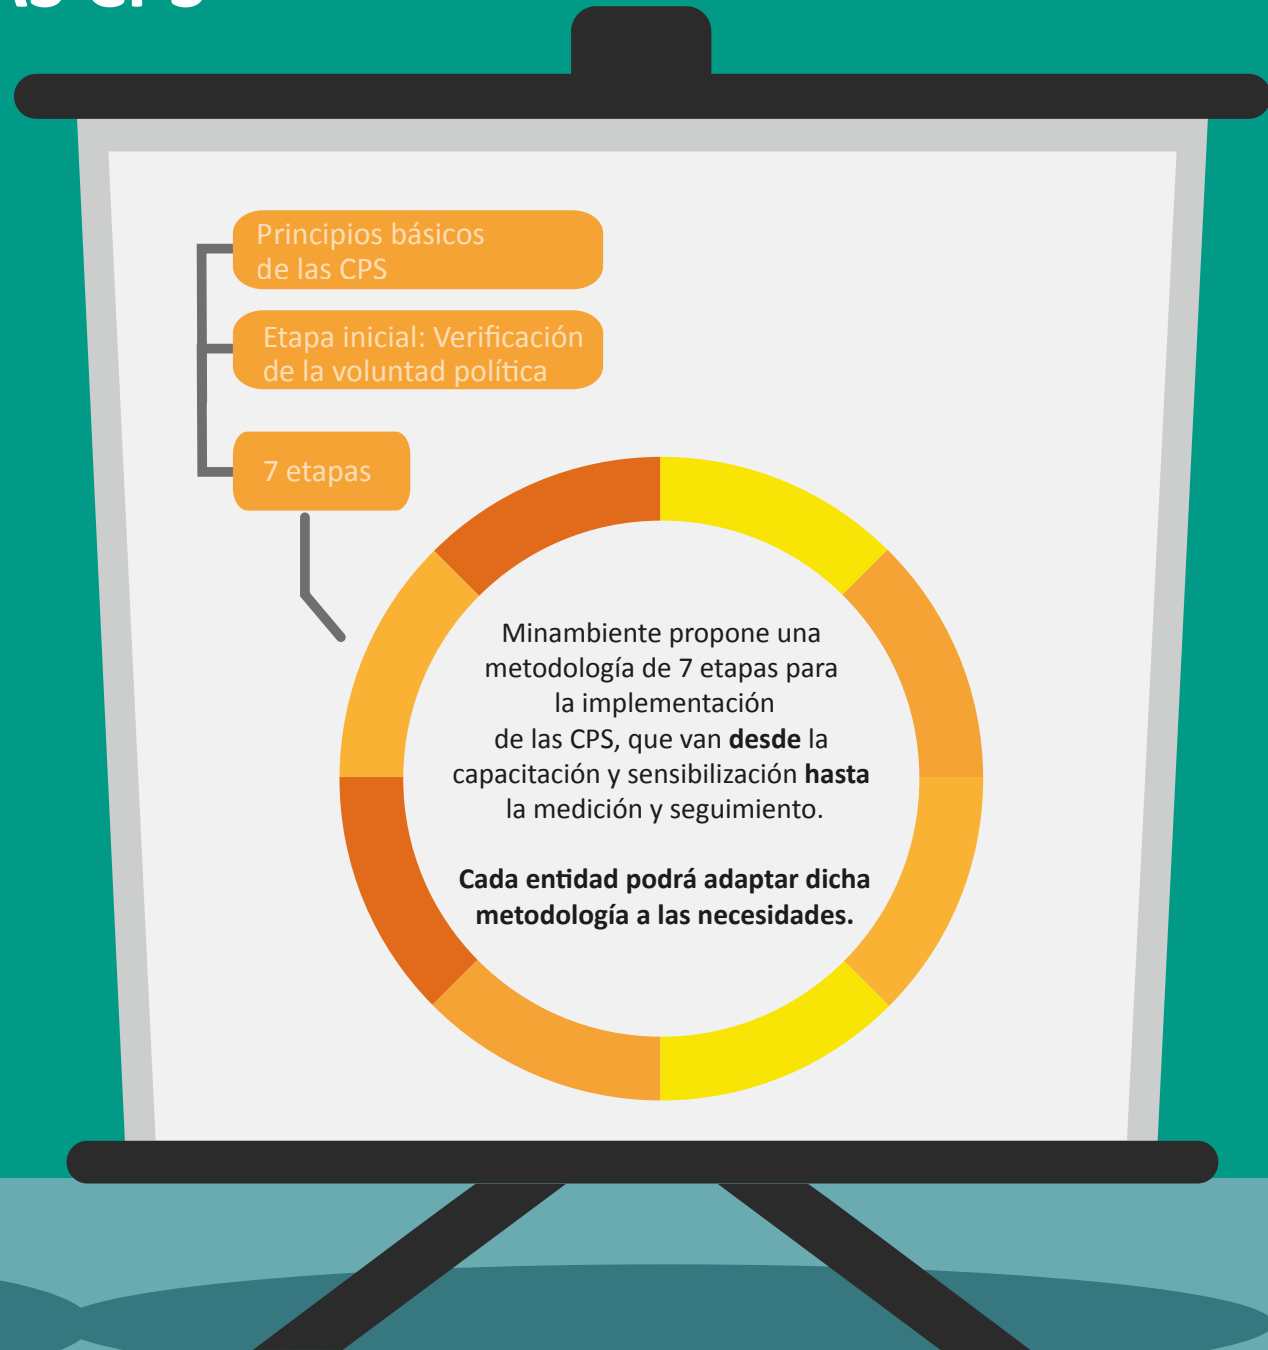 CPS
Principios básicos
de las CPS
Etapa inicial: Verificación
de la voluntad política
7 etapas
Minambiente propone una
metodología de 7 etapas para
la implementación
de las CPS, que van desde la
capacitación y sensibilización hasta
la medición y seguimiento.
Cada entidad podrá adaptar dicha
metodología a las necesidades.